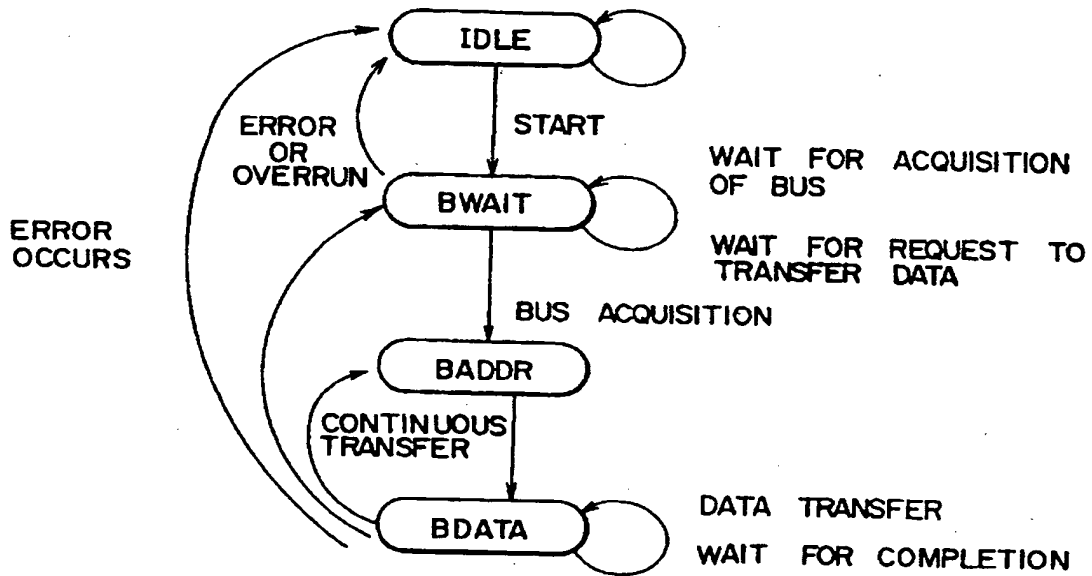 IDLE
START
ERROR
OR
OVERRUN
WAIT FOR ACQUISITION
OF BUS
BWAIT
ERROR
OCCURS
WAIT FOR REQUEST TO
TRANSFER DATA
BUS ACQUISITION
BADDR
CONTINUOUS
TRANSFER
BDATA
DATA TRANSFER
WAIT FOR COMPLETION